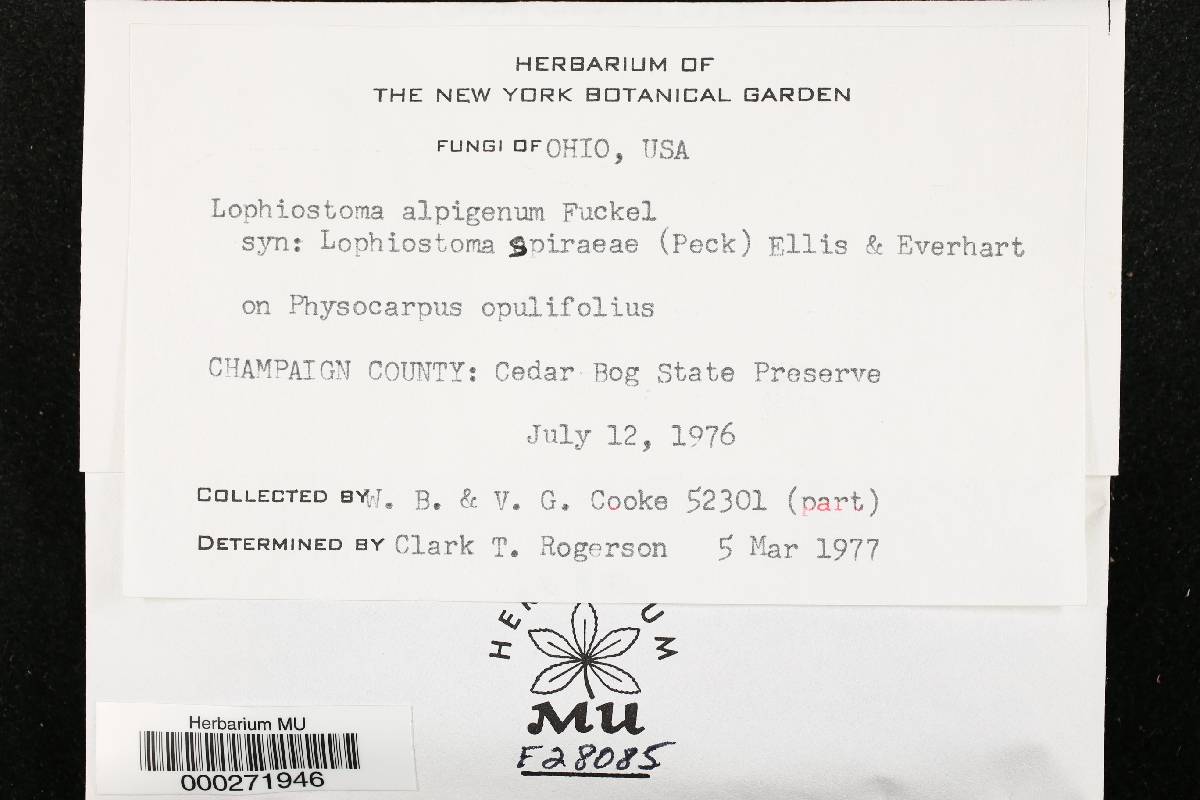 HERBARIUM OF
THE NEW YORK BOTANICAL GARDEN
FUNGI OF OHIO, USA
Lophiostoma alpigenum Fuckel
syn: Lophiostoma Spiraeae (Peck) Ellis & Everhart
on Physocarpus opulifolius
CHAMPAIGN COUNTY: Cedar Bog State Preserve
July 12, 1976
COLLECTED BY W. B. & V. G. Cooke 52301 (part)
DETERMINED BY Clark T. Rogerson 5 Mar 1977
MU
F28085
Herbarium MU
000271946